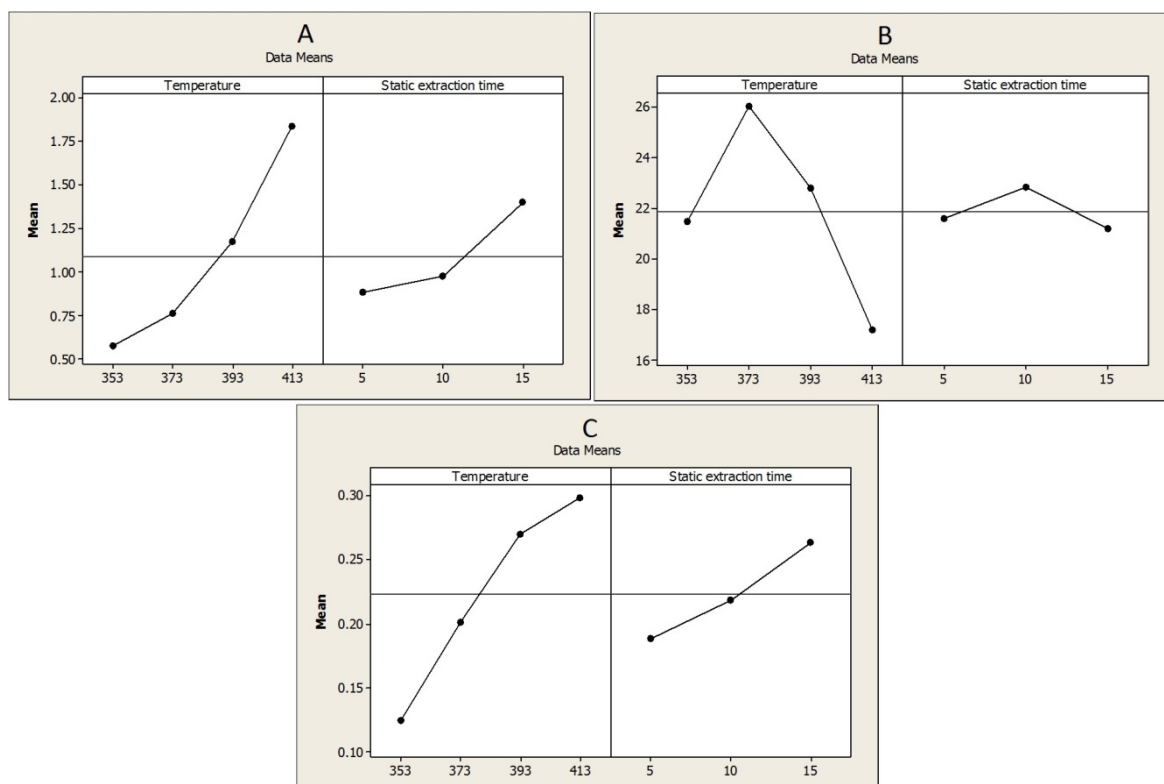 A
Data Means
Temperature Static extraction time
2.00
1.75
1.50
1.25
1.00
0.75
0.50
Mean
353 373 393 413 5 10 15
B
Data Means
Temperature Static extraction time
26
24
22
20
18
16
Mean
353 373 393 413 5 10 15
C
Data Means
Temperature Static extraction time
0.30
0.25
0.20
0.15
0.10
Mean
353 373 393 413 5 10 15